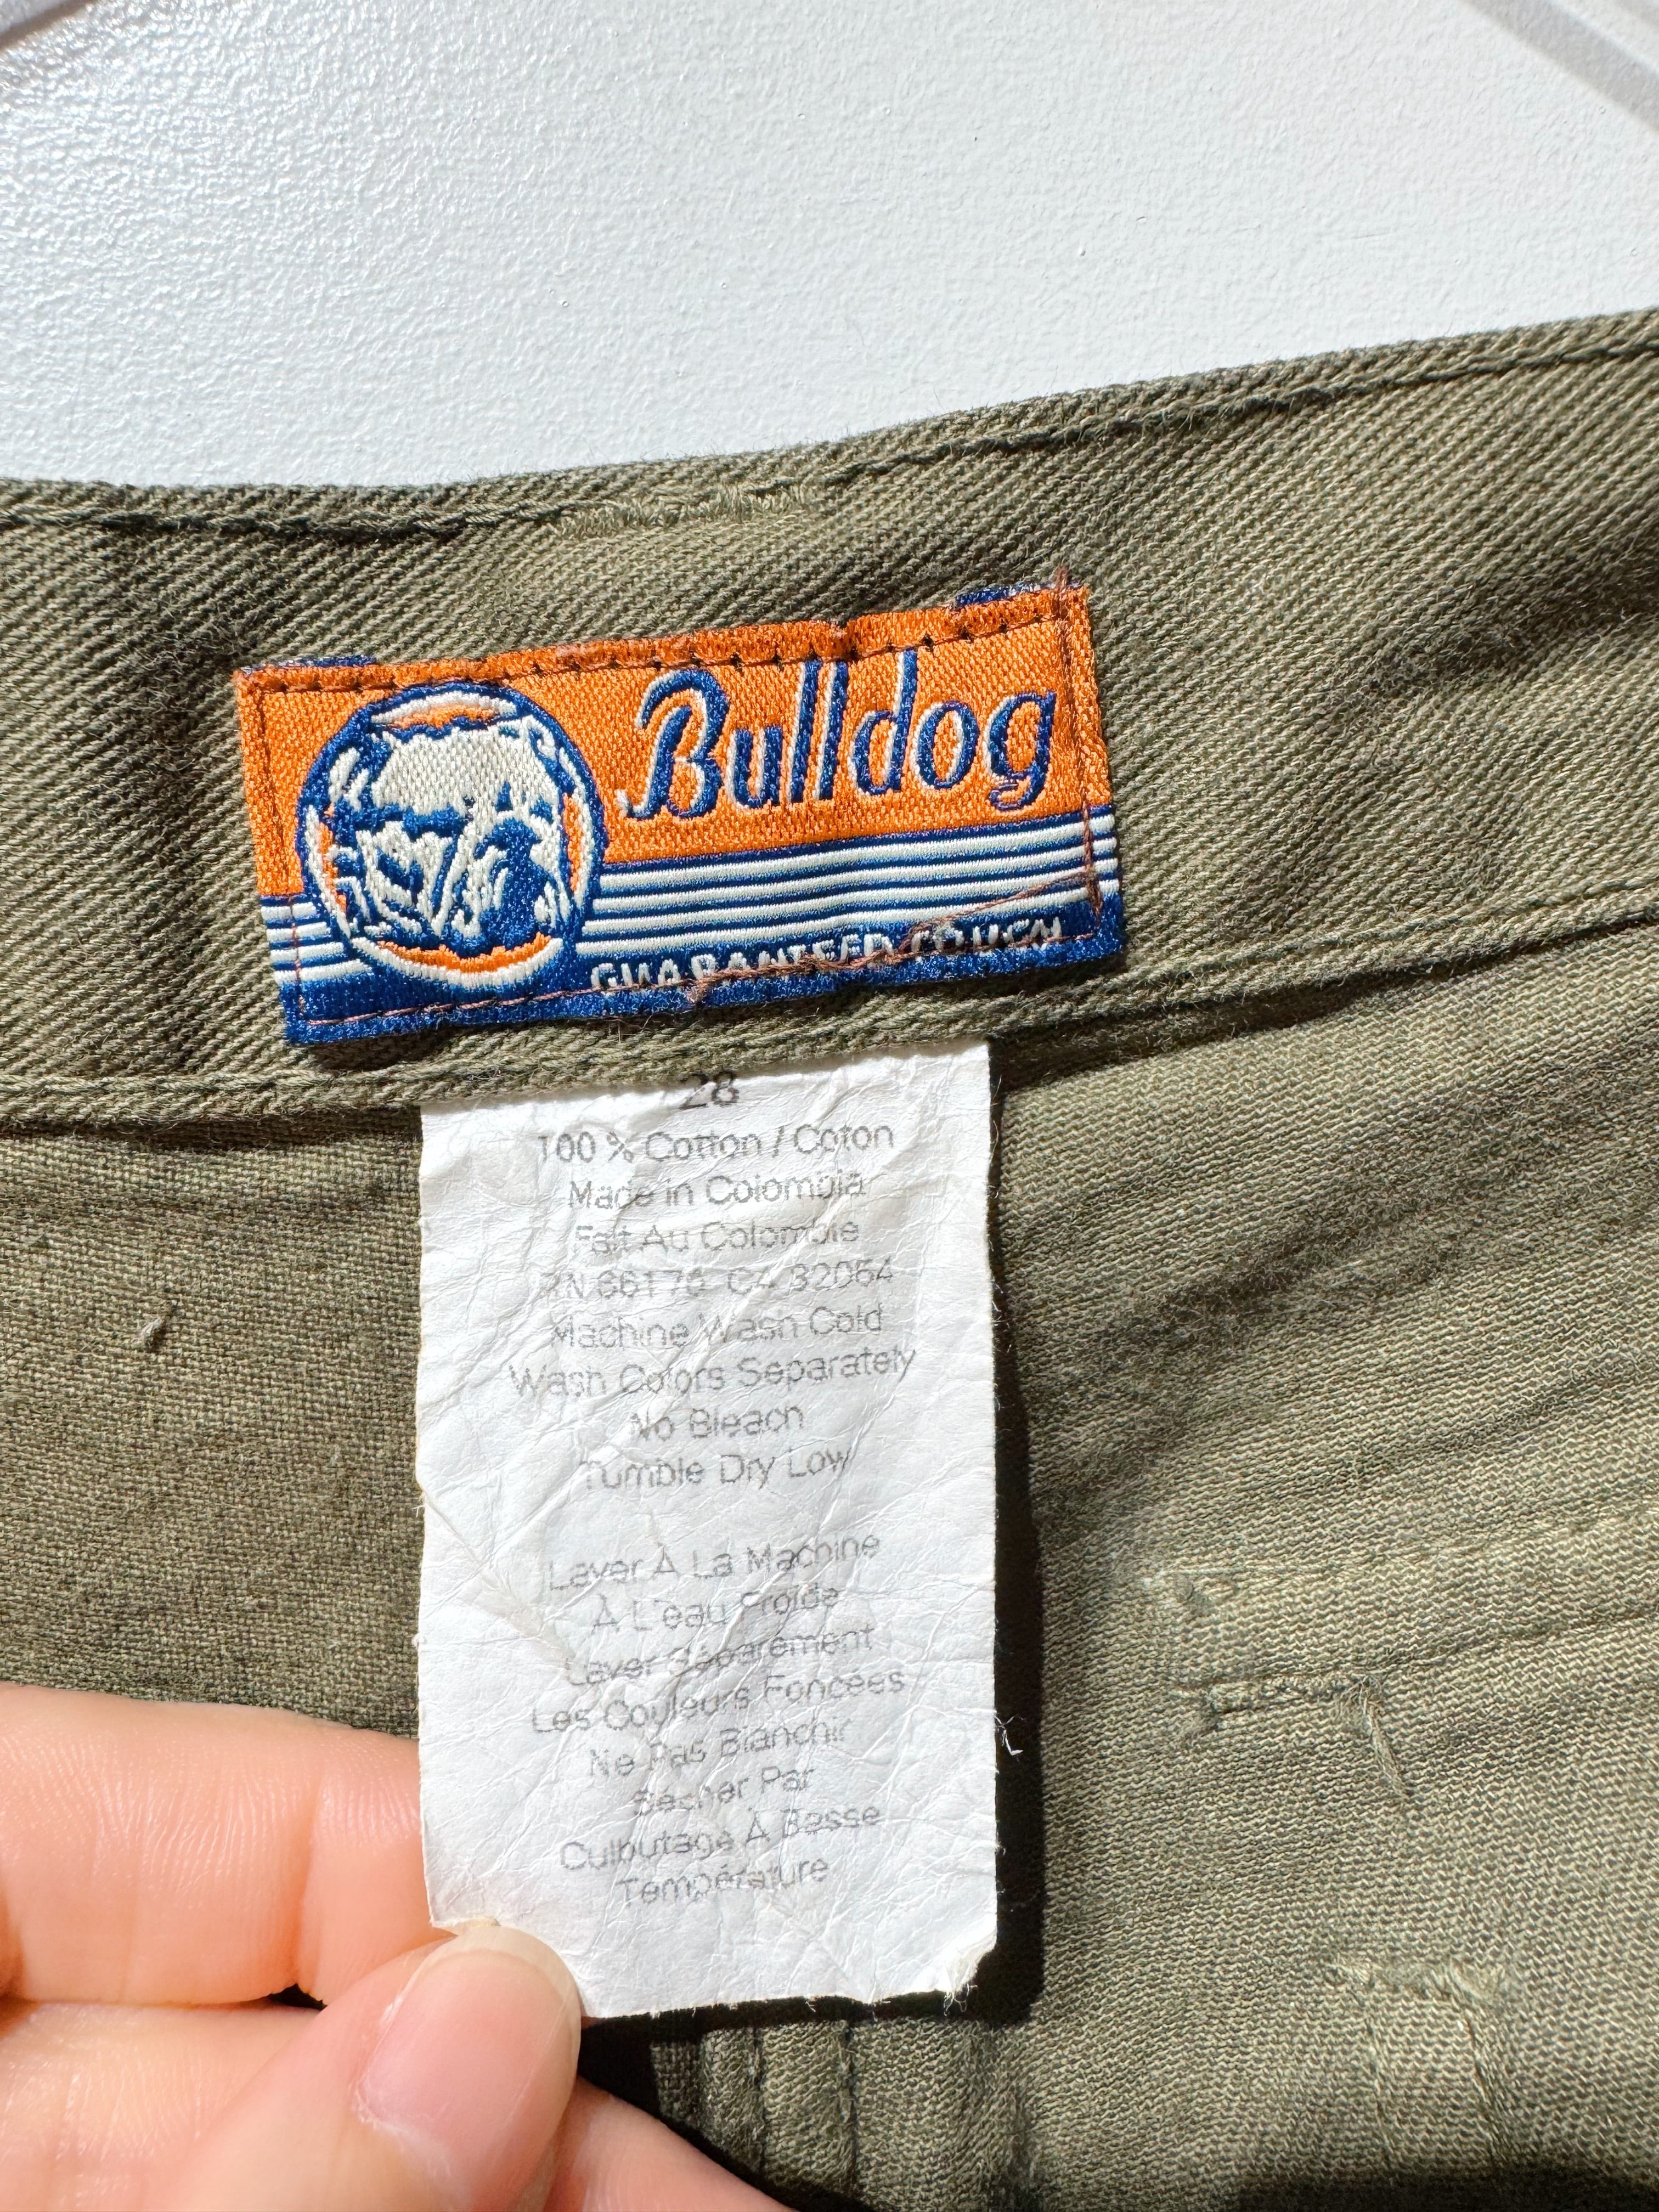 Bulldog
GUARANTEED TOUGH
28
100 % Cotton / Coton
Made in Colombia
Fait Au Colombie
RN 66170 CA 32054
Machine Wash Cold
Wash Colors Separately
No Bleach
Tumble Dry Low
Laver À La Machine
À L'eau Froide
Laver Séparement
Les Couleurs Foncées
Ne Pas Blanchir
Sécher Par
Culbutage À Basse
Température